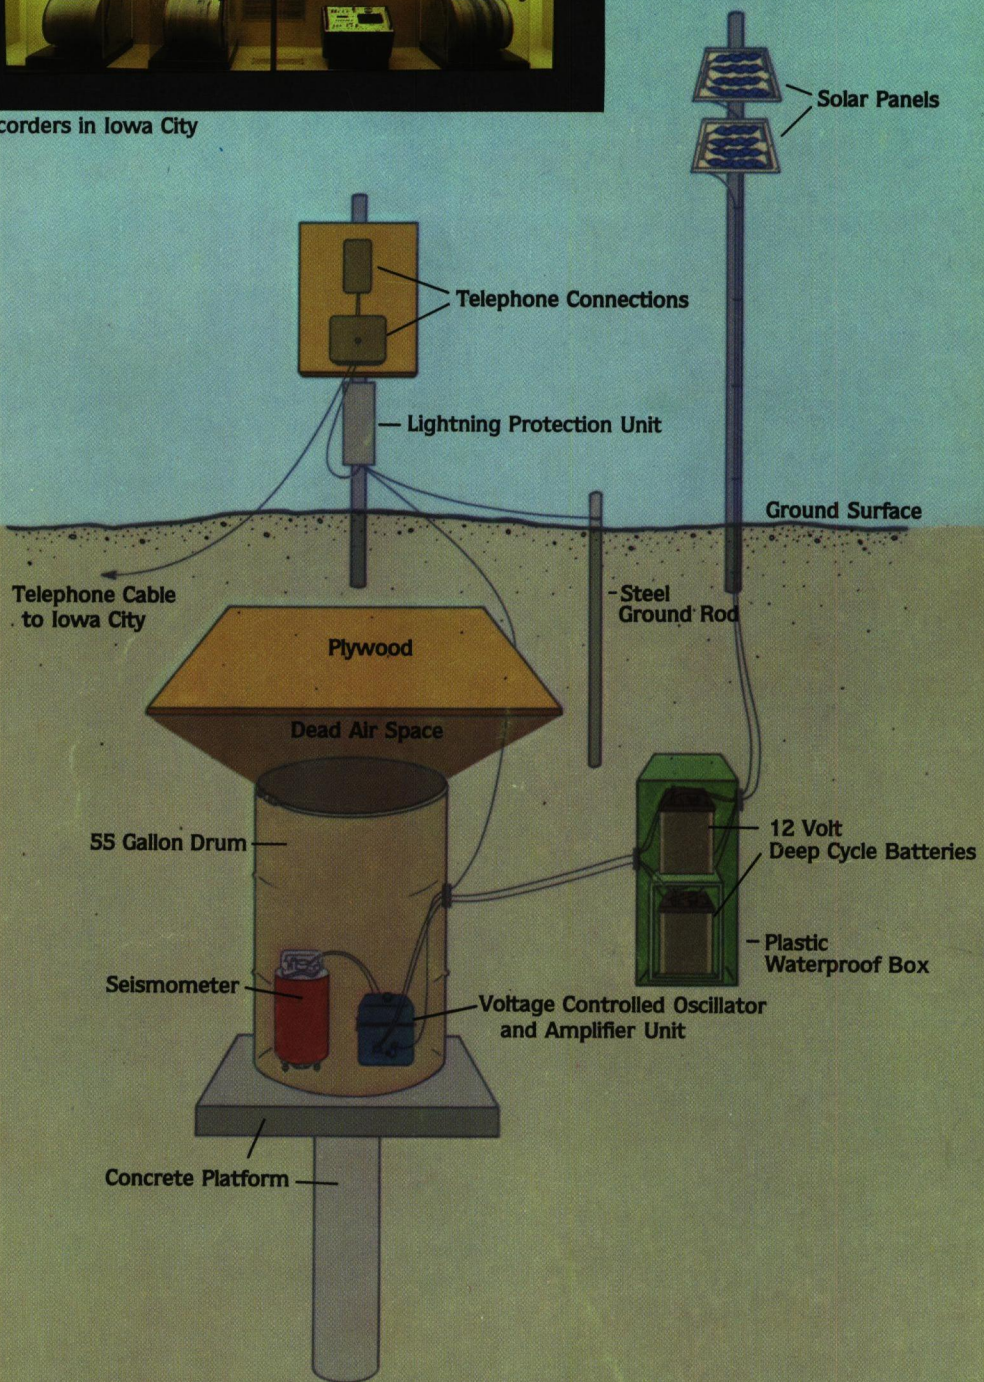 corders in Iowa City
Solar Panels
Telephone Connections
Lightning Protection Unit
Ground Surface
Telephone Cable
to Iowa City
Steel
Ground Rod
Plywood
Dead Air Space
55 Gallon Drum
12 Volt
Deep Cycle Batteries
Plastic
Waterproof Box
Seismometer
Voltage Controlled Oscillator
and Amplifier Unit
Concrete Platform